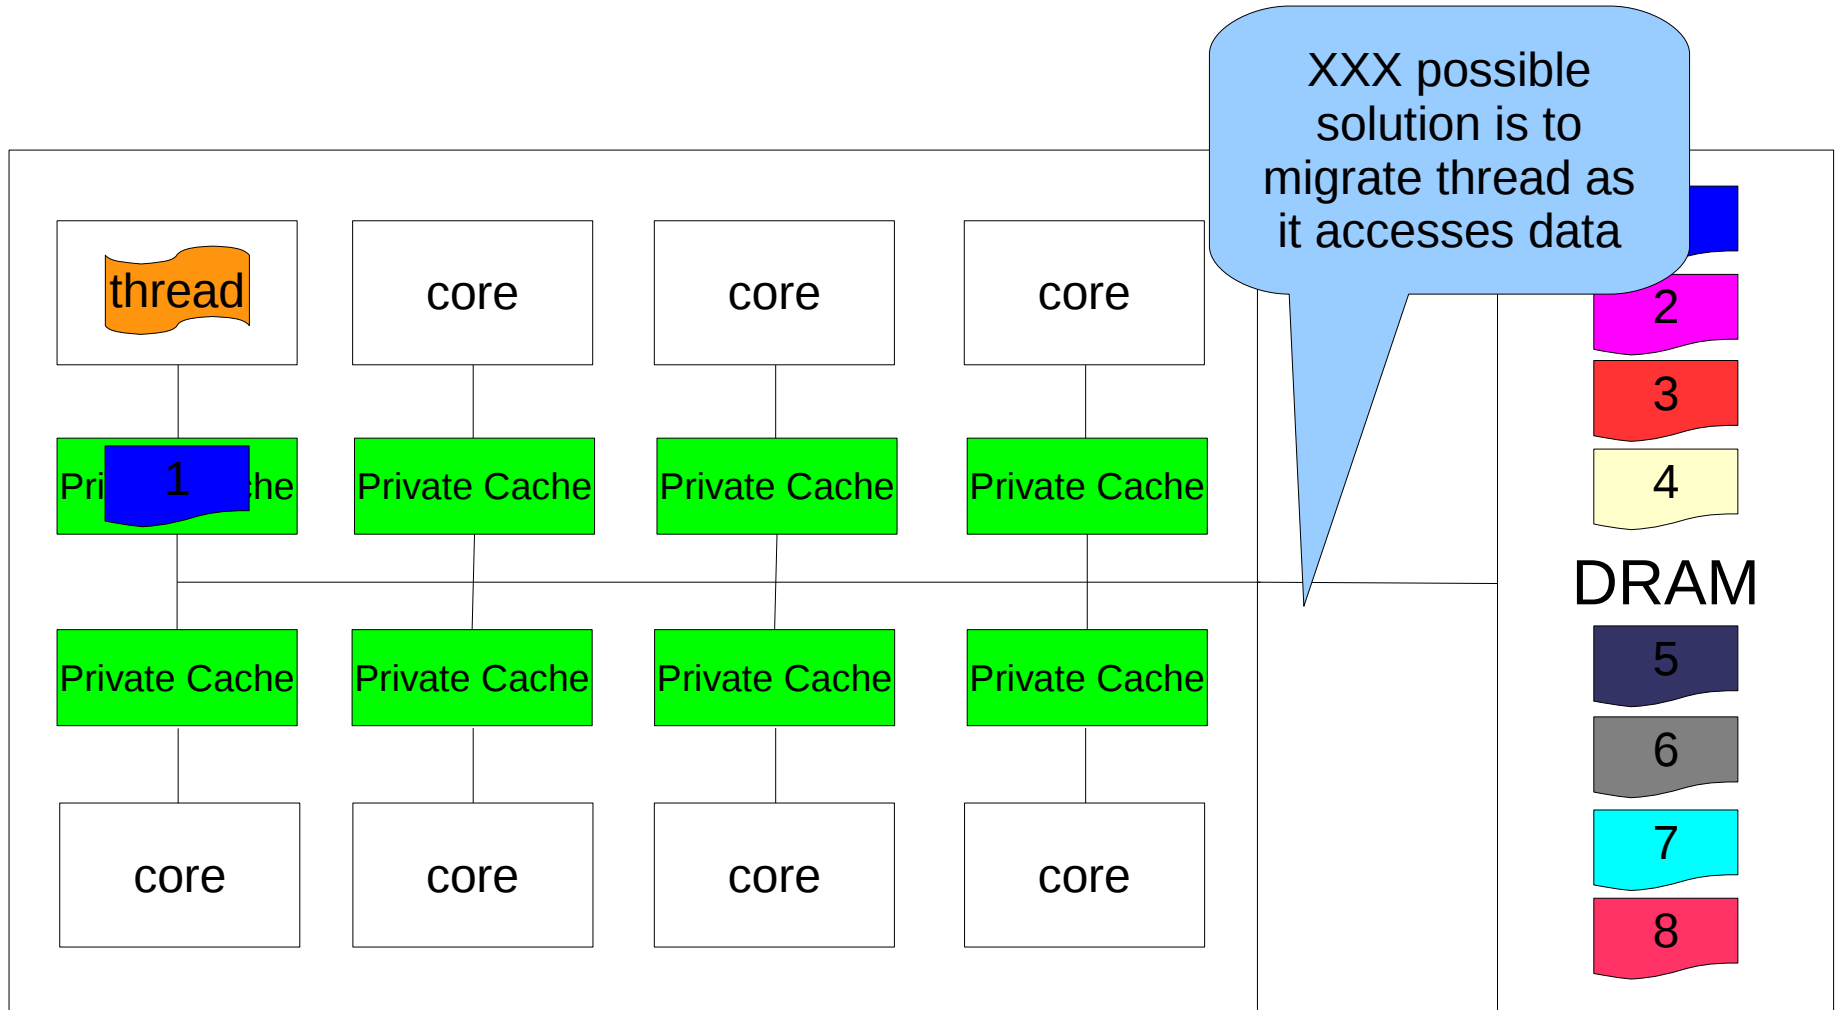 XXX possible
solution is to
migrate thread as
it accesses data
thread
core
core
core
2
3
Pri
1
he
Private Cache
Private Cache
Private Cache
4
DRAM
Private Cache
Private Cache
Private Cache
Private Cache
5
6
7
core
core
core
core
8